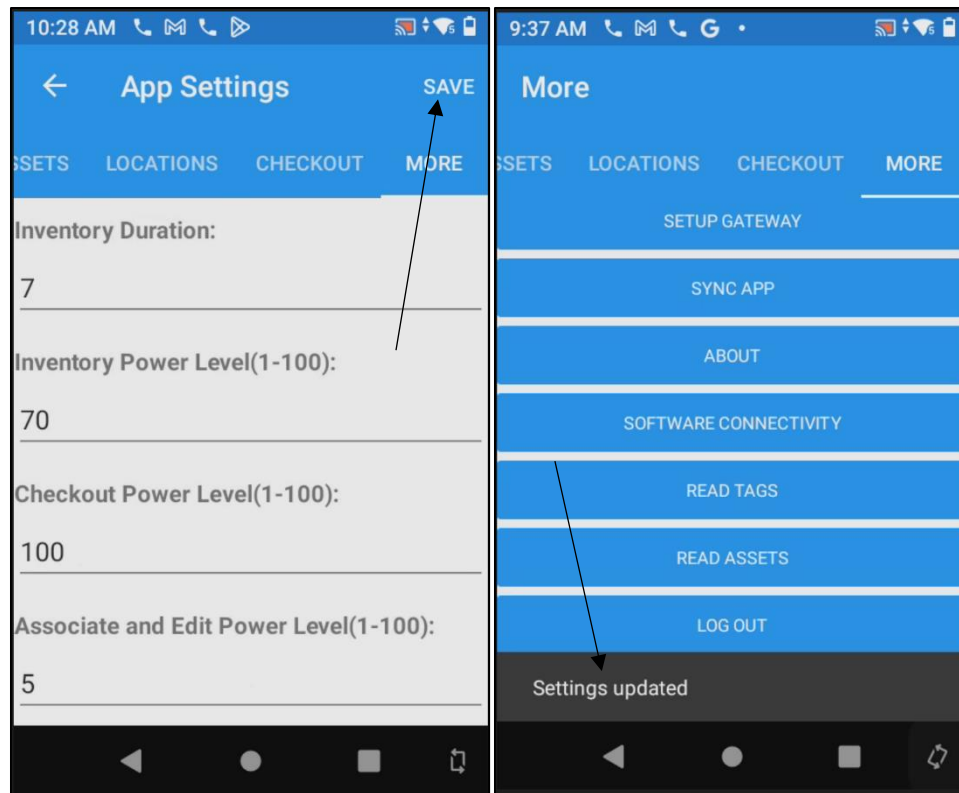 10:28 AM
App Settings
SAVE
SSETS LOCATIONS CHECKOUT MORE
Inventory Duration:
7
Inventory Power Level(1-100):
70
Checkout Power Level(1-100):
100
Associate and Edit Power Level(1-100):
5
9:37 AM
More
SSETS LOCATIONS CHECKOUT MORE
SETUP GATEWAY
SYNC APP
ABOUT
SOFTWARE CONNECTIVITY
READ TAGS
READ ASSETS
LOG OUT
Settings updated